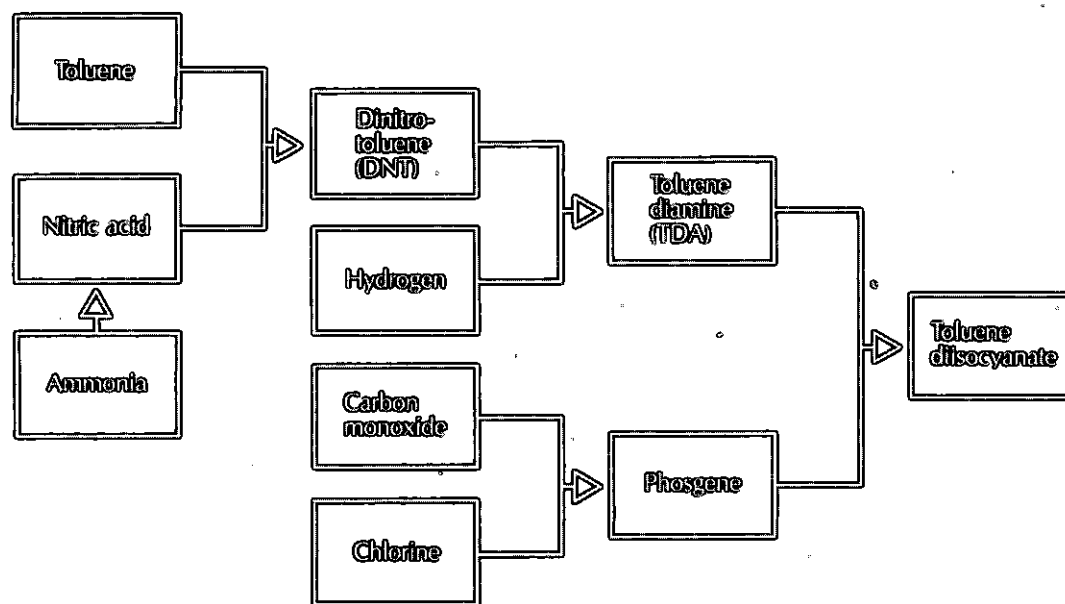 Toluene
Nitric acid
Ammonia
Dinitro-
toluene
(DNT)
Hydrogen
Carbon
monoxide
Chlorine
Toluene
diamine
(TDA)
Phosgene
Toluene
diisocyanate